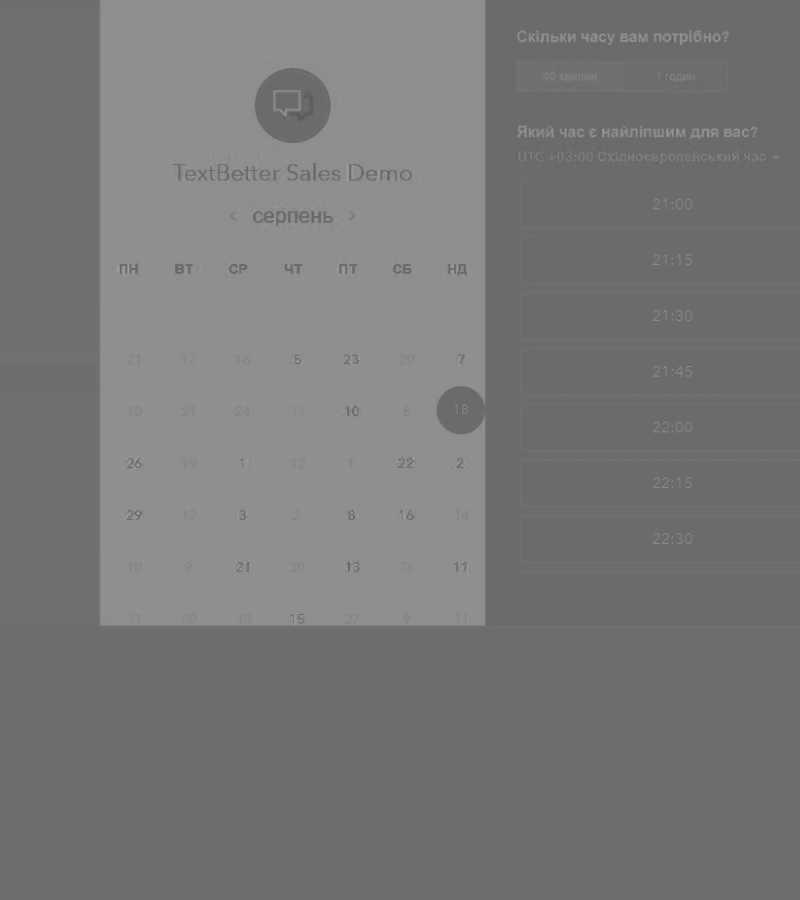 TextBetter Sales Demo
‹ серпень ›
ПН ВТ СР ЧТ ПТ СБ НД
21 17 16 5 23 20 7
10 21 24 11 10 5 18
26 19 1 12 1 22 2
29 12 3 2 8 16 14
10 9 21 30 13 26 11
11 20 13 15 27 9 11
Скільки часу вам потрібно?
40 хвилин 1 годин
Який час є найліпшим для вас?
UTC +03:00 Східноєвропейський час
21:00
21:15
21:30
21:45
22:00
22:15
22:30